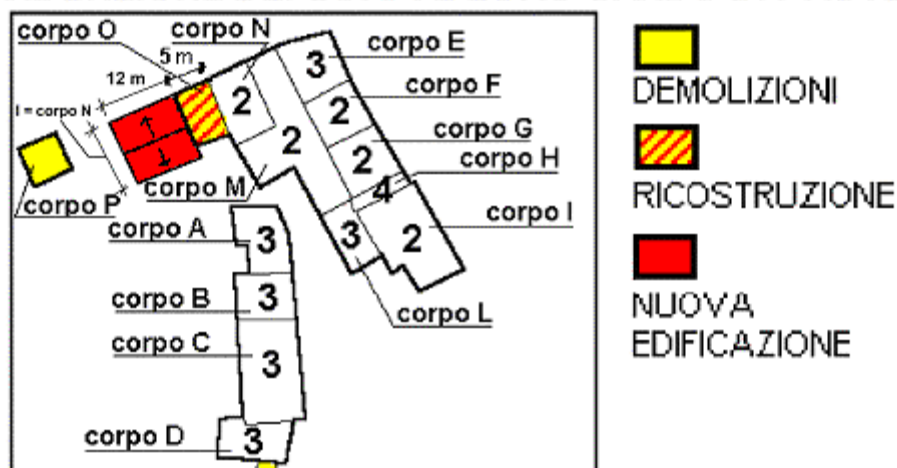 corpo O
corpo N
5 m
12 m
l = corpo N
corpo E
3
corpo F
2
2
corpo G
2
2
corpo H
4
corpo M
corpo P
corpo I
corpo A
3
3
2
corpo B
3
corpo L
corpo C
3
corpo D
3
DEMOLIZIONI
RICOSTRUZIONE
NUOVA
EDIFICAZIONE